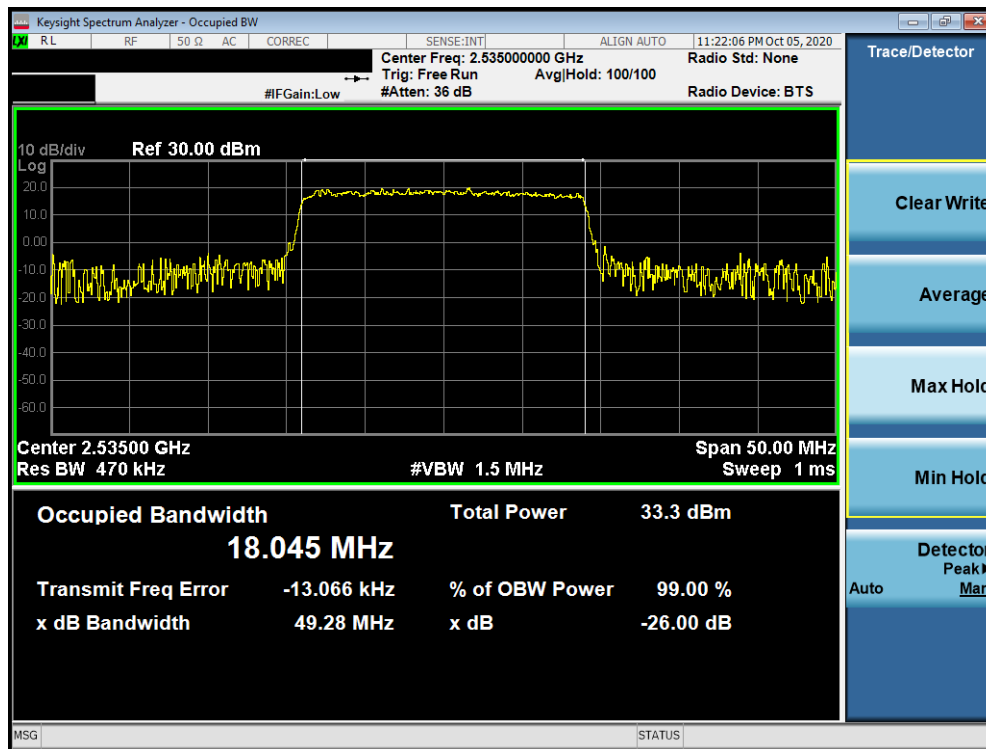 Keysight Spectrum Analyzer - Occupied BW
LXI RL RF 50 Ω AC CORREC SENSE:INT ALIGN AUTO 11:22:06 PM Oct 05, 2020
Center Freq: 2.535000000 GHz Radio Std: None
Trig: Free Run Avg|Hold: 100/100
#IFGain:Low #Atten: 36 dB Radio Device: BTS
10 dB/div Ref 30.00 dBm
Log
20.0
10.0
0.00
-10.0
-20.0
-30.0
-40.0
-50.0
-60.0
Center 2.53500 GHz Span 50.00 MHz
Res BW 470 kHz #VBW 1.5 MHz Sweep 1 ms
Occupied Bandwidth Total Power 33.3 dBm
18.045 MHz
Transmit Freq Error -13.066 kHz % of OBW Power 99.00 %
x dB Bandwidth 49.28 MHz x dB -26.00 dB
MSG STATUS
Trace/Detector
Clear Write
Average
Max Hold
Min Hold
Detector
Peak
Auto Man